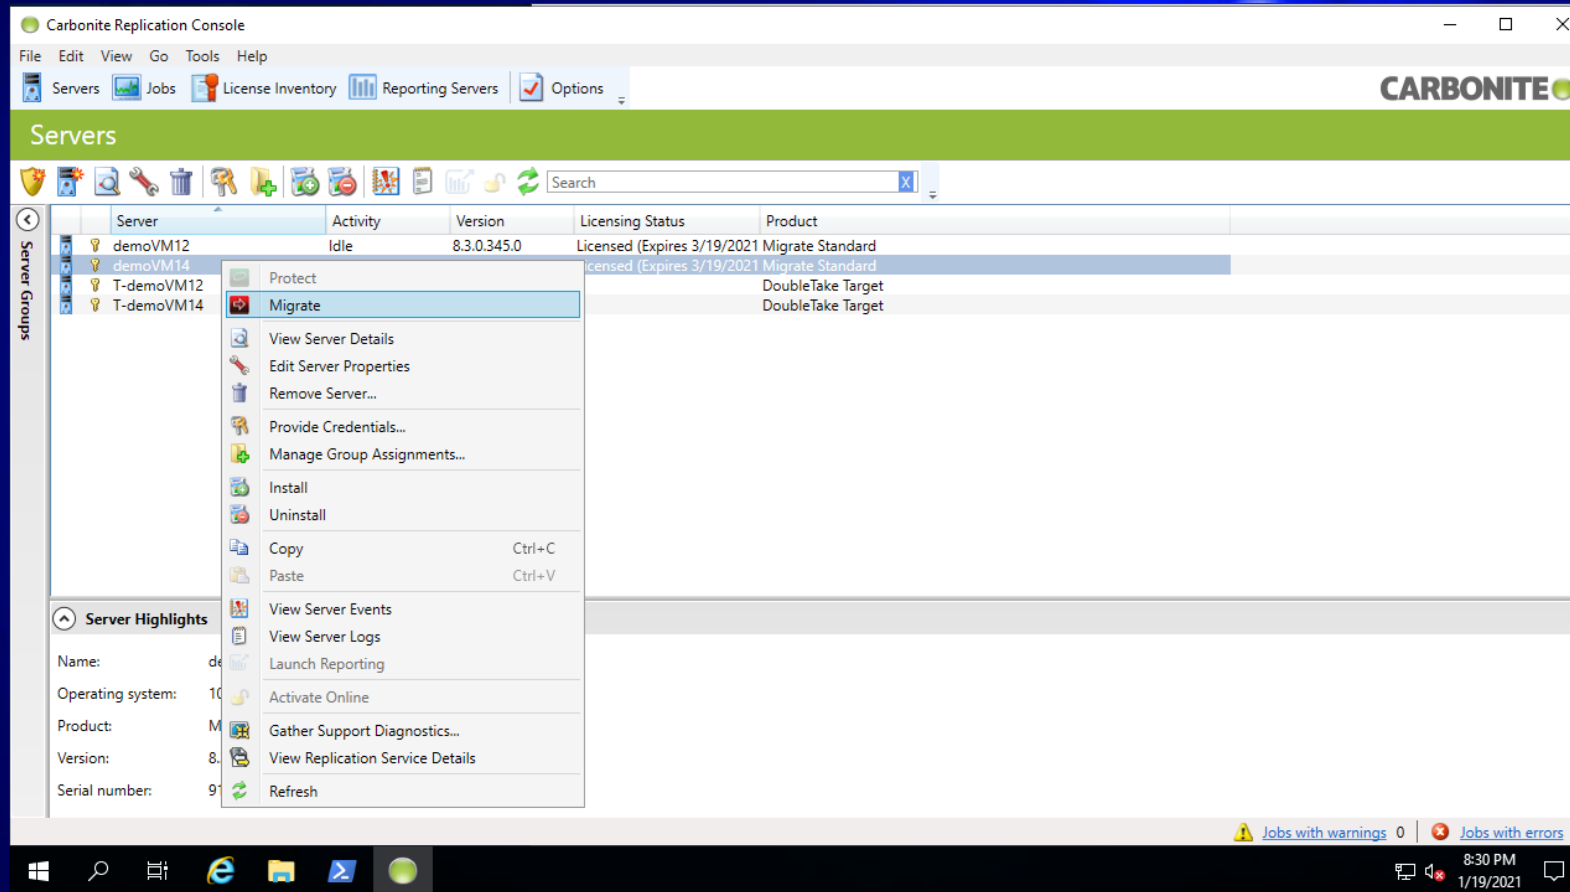 Carbonite Replication Console
File Edit View Go Tools Help
Servers Jobs License Inventory Reporting Servers Options
CARBONITE
Servers
Search X
Server Groups
Server Activity Version Licensing Status Product
demoVM12 Idle 8.3.0.345.0 Licensed (Expires 3/19/2021 Migrate Standard
demoVM14 icensed (Expires 3/19/2021 Migrate Standard
T-demoVM12 DoubleTake Target
T-demoVM14 DoubleTake Target
Protect
Migrate
View Server Details
Edit Server Properties
Remove Server...
Provide Credentials...
Manage Group Assignments...
Install
Uninstall
Copy Ctrl+C
Paste Ctrl+V
View Server Events
View Server Logs
Launch Reporting
Activate Online
Gather Support Diagnostics...
View Replication Service Details
Refresh
Server Highlights
Name: de
Operating system: 10
Product: M
Version: 8.
Serial number: 91
Jobs with warnings 0 Jobs with errors
8:30 PM
1/19/2021